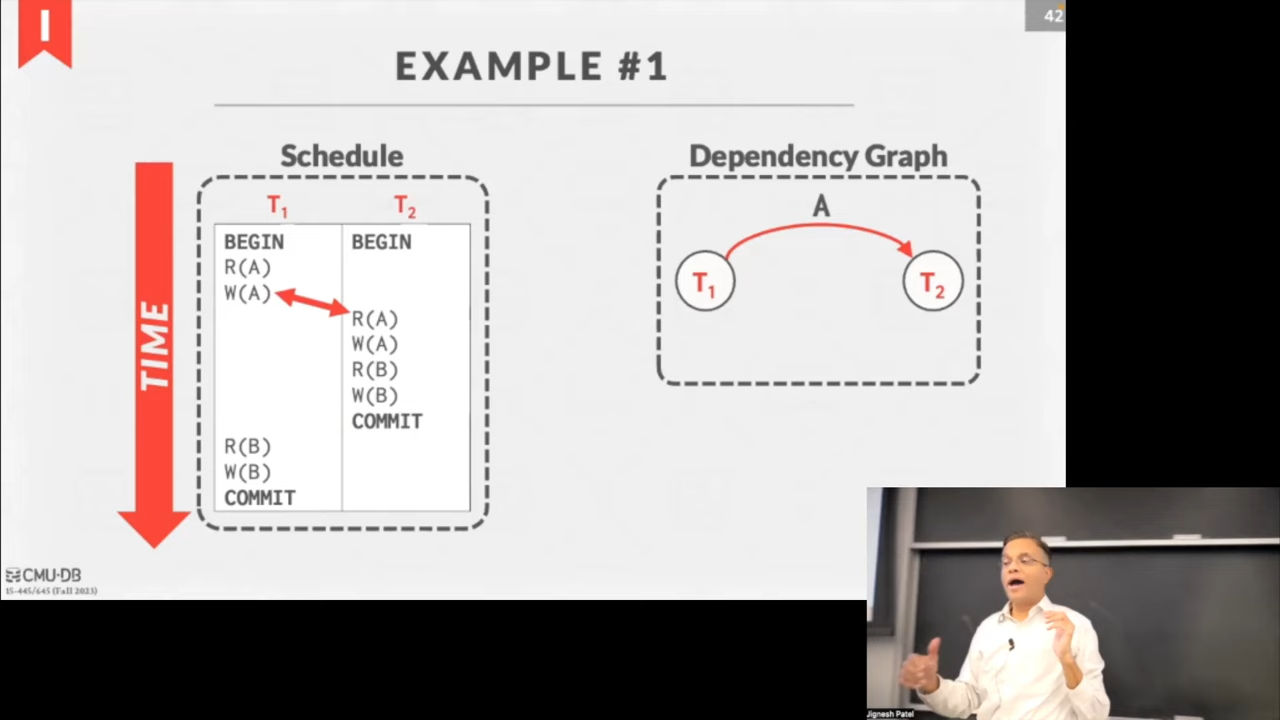 42
EXAMPLE #1
Schedule
T1 T2
BEGIN BEGIN
R(A)
W(A)
R(A)
W(A)
R(B)
W(B)
COMMIT
R(B)
W(B)
COMMIT
TIME
Dependency Graph
A
T1 T2
CMU·DB
15-445/645 (Fall 2023)
Jignesh Patel